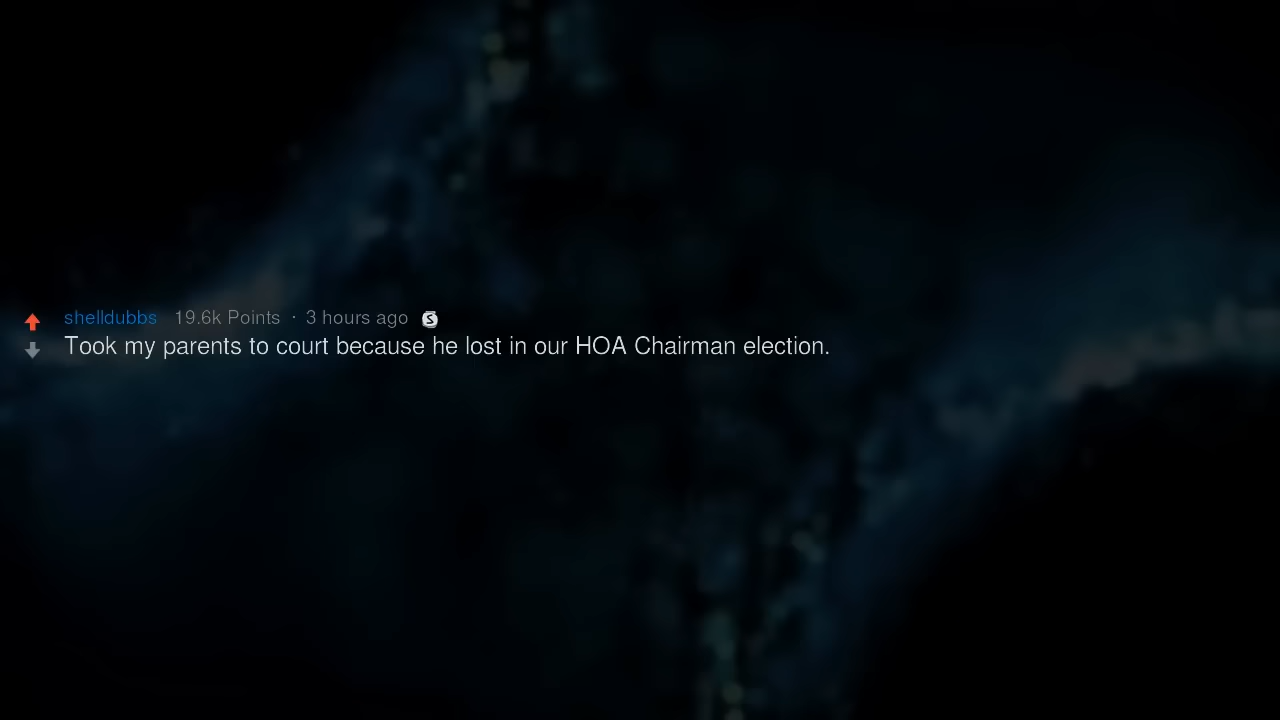 shelldubbs 19.6k Points · 3 hours ago S
Took my parents to court because he lost in our HOA Chairman election.